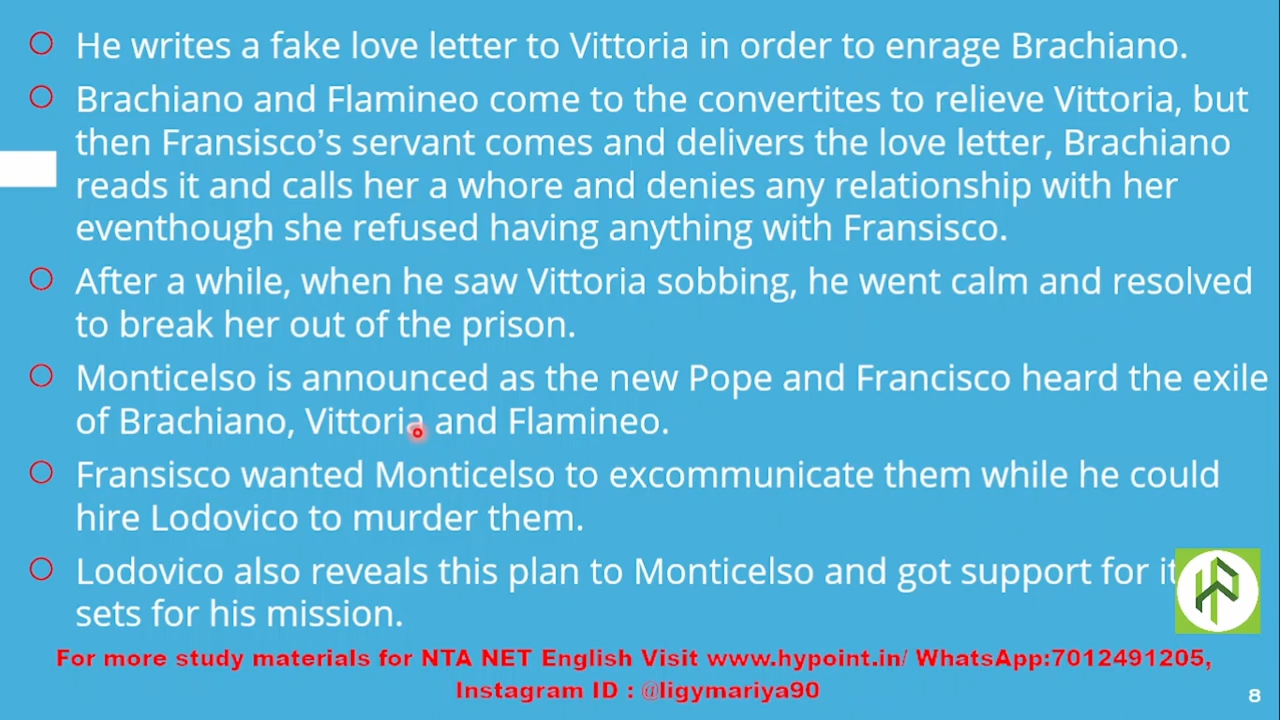 He writes a fake love letter to Vittoria in order to enrage Brachiano.
Brachiano and Flamineo come to the convertites to relieve Vittoria, but
then Fransisco’s servant comes and delivers the love letter, Brachiano
reads it and calls her a whore and denies any relationship with her
eventhough she refused having anything with Fransisco.
After a while, when he saw Vittoria sobbing, he went calm and resolved
to break her out of the prison.
Monticelso is announced as the new Pope and Francisco heard the exile
of Brachiano, Vittoria and Flamineo.
Fransisco wanted Monticelso to excommunicate them while he could
hire Lodovico to murder them.
Lodovico also reveals this plan to Monticelso and got support for it
sets for his mission.
For more study materials for NTA NET English Visit www.hypoint.in/ WhatsApp:7012491205,
Instagram ID : @ligymariya90
8